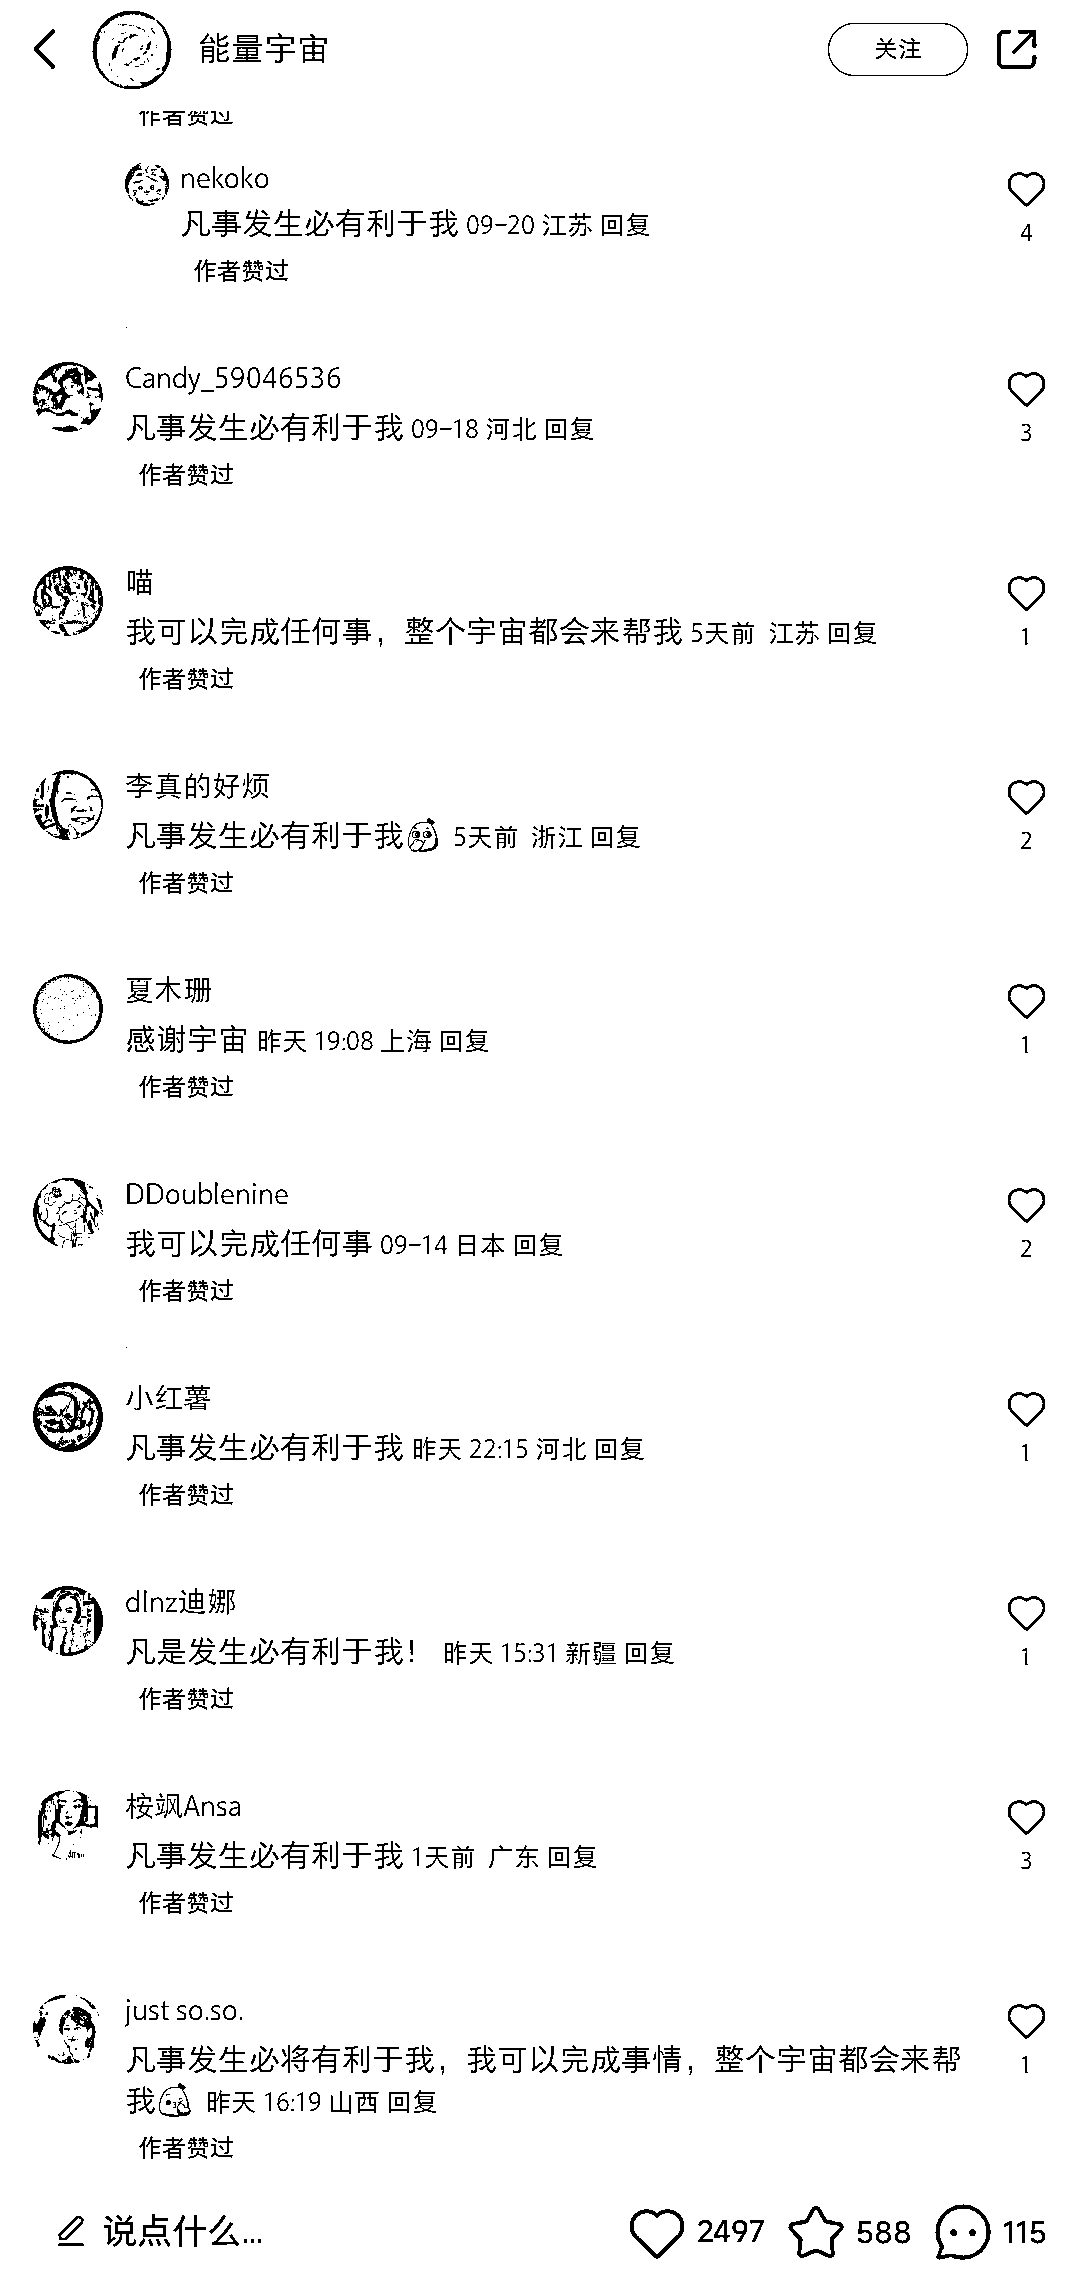 能量宇宙
关注
作者赞过
nekoko
凡事发生必有利于我 09-20 江苏 回复
4
作者赞过
Candy_59046536
凡事发生必有利于我 09-18 河北 回复
3
作者赞过
喵
我可以完成任何事，整个宇宙都会来帮我 5天前 江苏 回复
1
作者赞过
李真的好烦
凡事发生必有利于我 5天前 浙江 回复
2
作者赞过
夏木珊
感谢宇宙 昨天 19:08 上海 回复
1
作者赞过
DDoublenine
我可以完成任何事 09-14 日本 回复
2
作者赞过
小红薯
凡事发生必有利于我 昨天 22:15 河北 回复
1
作者赞过
dlnz迪娜
凡是发生必有利于我！ 昨天 15:31 新疆 回复
1
作者赞过
桉飒Ansa
凡事发生必有利于我 1天前 广东 回复
3
作者赞过
just so.so.
凡事发生必将有利于我，我可以完成事情，整个宇宙都会来帮
我 昨天 16:19 山西 回复
1
作者赞过
说点什么...
2497
588
115